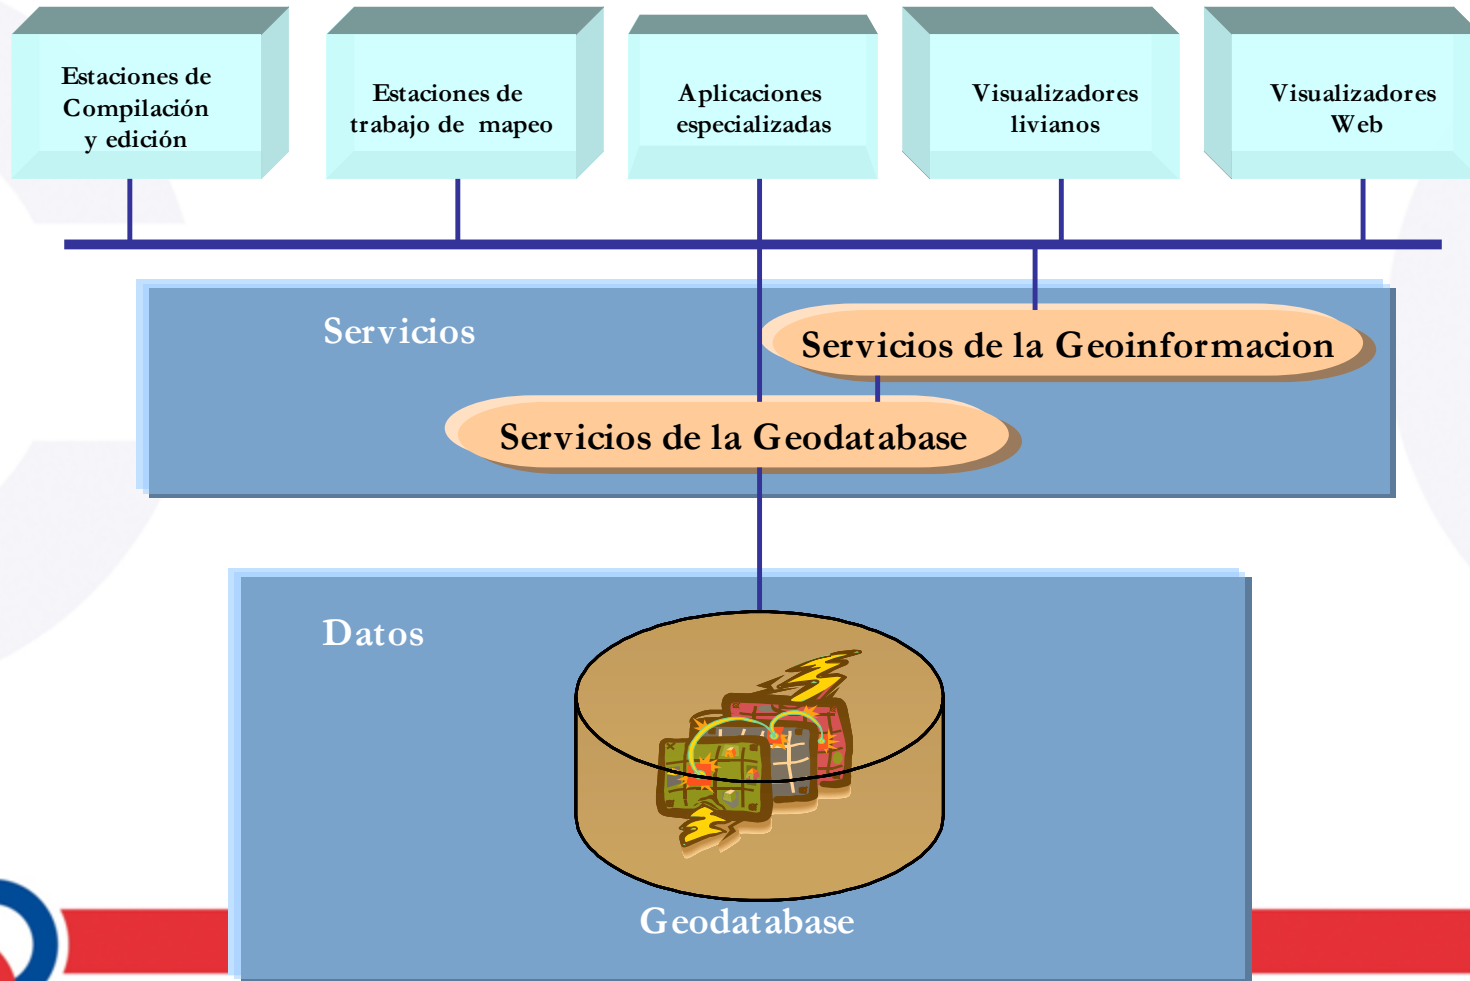 Estaciones de
Compilación
y edición
Estaciones de
trabajo de mapeo
Aplicaciones
especializadas
Visualizadores
livianos
Visualizadores
Web
Servicios
Servicios de la Geoinformacion
Servicios de la Geodatabase
Datos
Geodatabase